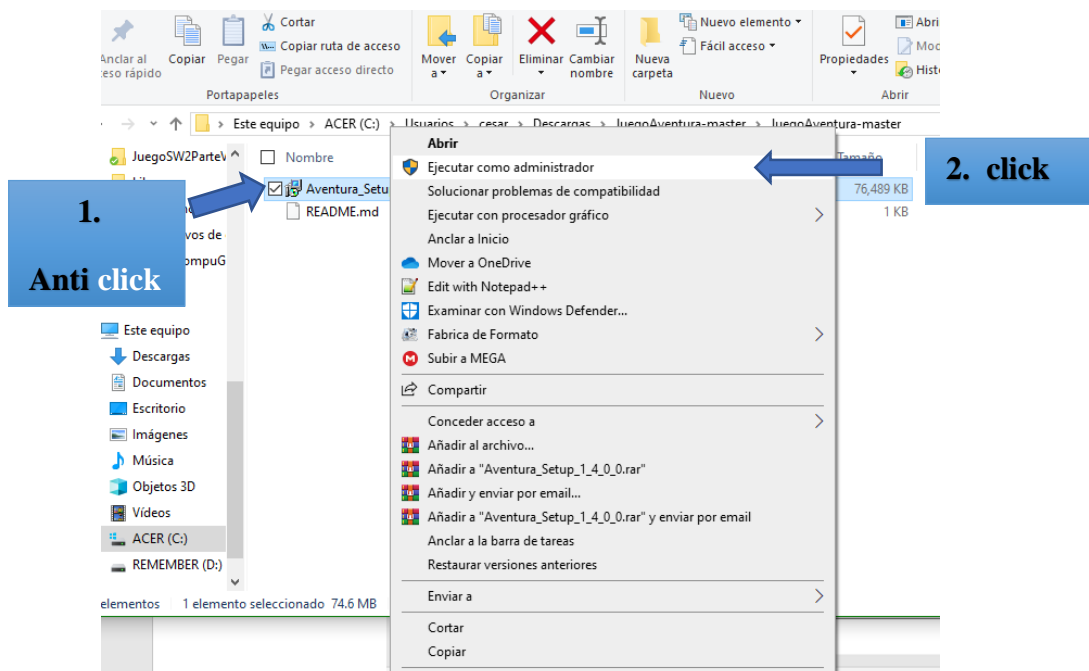 Cortar
Copiar ruta de acceso
Pegar acceso directo
Anclar al
Copiar
Pegar
Portapapeles
Mover
a
Copiar
a
Eliminar
Cambiar
nombre
Organizar
Nueva
carpeta
Nuevo elemento
Fácil acceso
Nuevo
Propiedades
Abri
Abrir
Este equipo > ACER (C:) > Usuarios > cesar > Descargas > JuegoAventura-master > JuegoAventura-master
JuegoSW2Parte
Nombre
Tamaño
Aventura_Setu
76,489 KB
README.md
1 KB
vos de
ompuG
1.
Anti click
2. click
Este equipo
Descargas
Documentos
Escritorio
Imágenes
Música
Objetos 3D
Vídeos
ACER (C:)
REMEMBER (D:)
elementos
1 elemento seleccionado 74.6 MB
Abrir
Ejecutar como administrador
Solucionar problemas de compatibilidad
Ejecutar con procesador gráfico
Anclar a Inicio
Mover a OneDrive
Edit with Notepad++
Examinar con Windows Defender...
Fabrica de Formato
Subir a MEGA
Compartir
Conceder acceso a
Añadir al archivo...
Añadir a "Aventura_Setup_1_4_0_0.rar"
Añadir y enviar por email...
Añadir a "Aventura_Setup_1_4_0_0.rar" y enviar por email
Anclar a la barra de tareas
Restaurar versiones anteriores
Enviar a
Cortar
Copiar